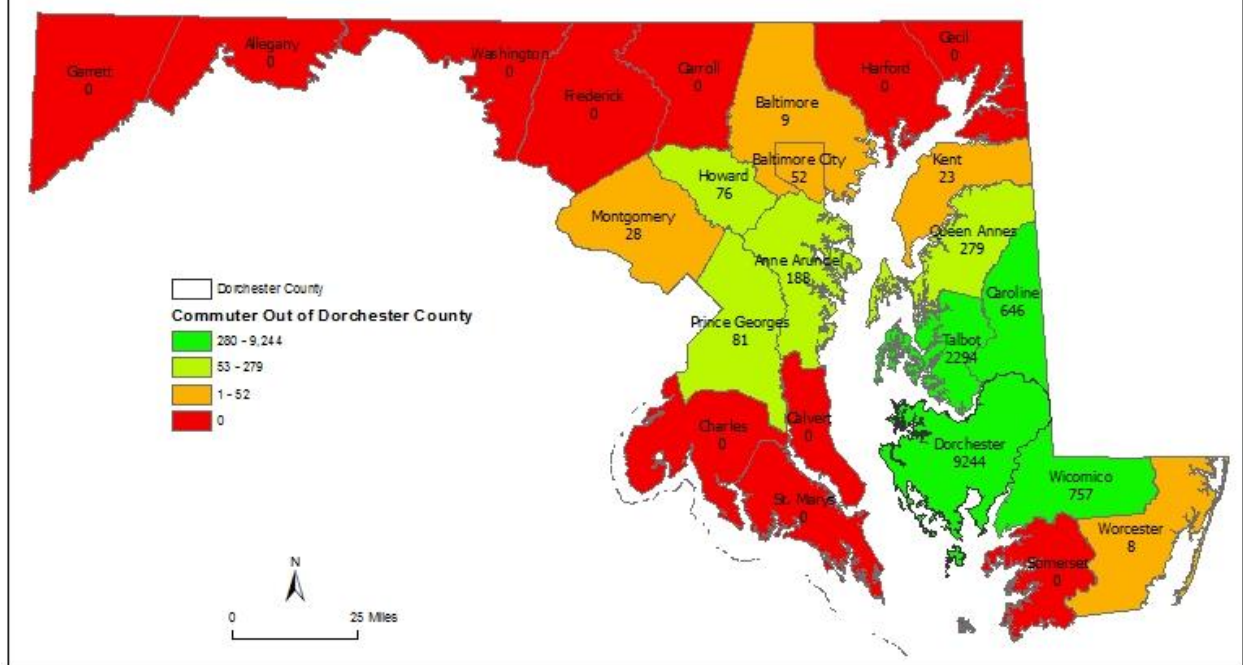 Garrett
0
Allegany
0
Washington
0
Frederick
0
Carroll
0
Baltimore
9
Baltimore City
52
Harford
0
Cecil
0
Kent
23
Howard
76
Montgomery
28
Anne Arundel
188
Queen Annes
279
Caroline
646
Prince Georges
81
Talbot
2294
Charles
0
Calvert
0
St. Marys
0
Dorchester
9244
Wicomico
757
Worcester
8
Somerset
0
Dorchester County
Commuter Out of Dorchester County
280 - 9,244
53 - 279
1 - 52
0
N
0 25 Miles